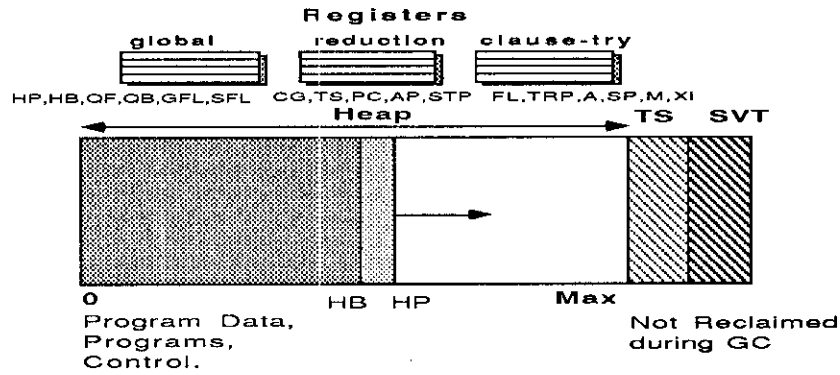 Registers
global reduction clause-try
HP,HB,QF,QB,GFL,SFL CG,TS,PC,AP,STP FL,TRP,A,SP,M,XI
Heap TS SVT
0 HB HP Max
Program Data, Not Reclaimed
Programs, during GC
Control.